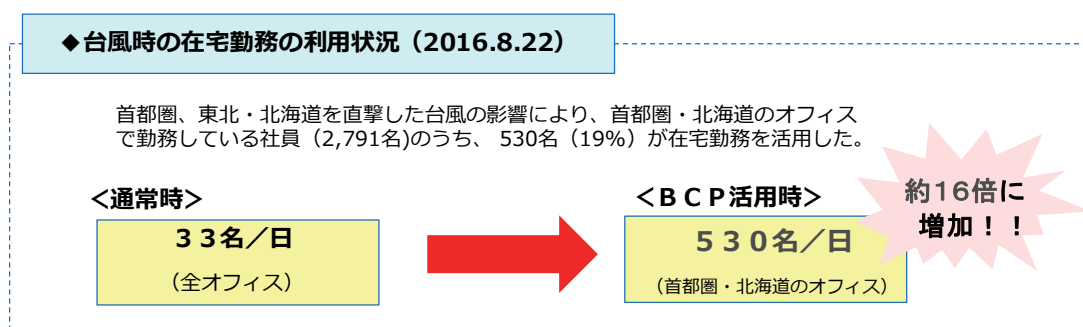 ◆台風時の在宅勤務の利用状況（2016.8.22）
首都圏、東北・北海道を直撃した台風の影響により、首都圏・北海道のオフィス
で勤務している社員（2,791名)のうち、 530名（19%）が在宅勤務を活用した。
＜通常時＞
３３名／日
（全オフィス）
＜ＢＣＰ活用時＞
５３０名／日
（首都圏・北海道のオフィス）
約１６倍に
増加！！